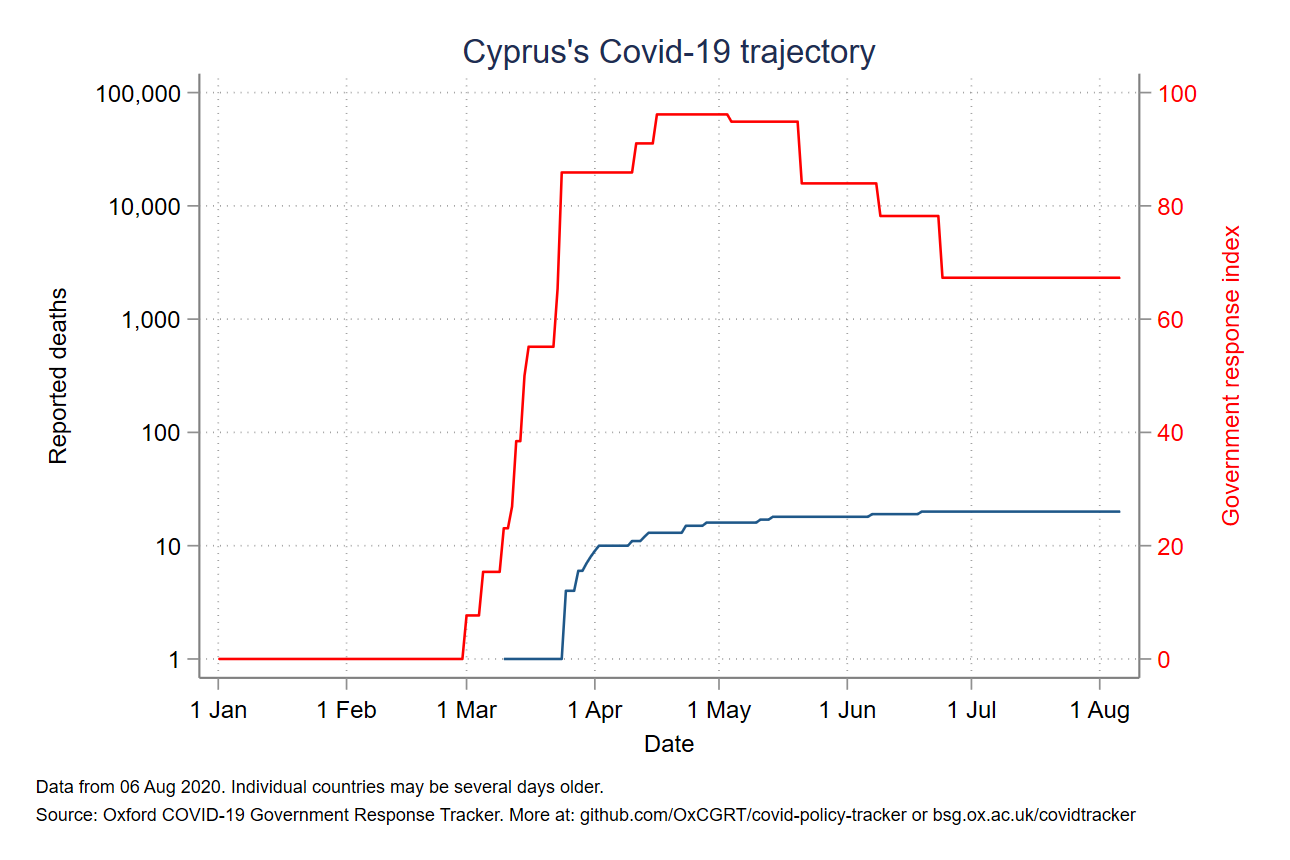 Cyprus's Covid-19 trajectory
100,000
10,000
1,000
100
10
1
Reported deaths
100
80
60
40
20
0
Government response index
1 Jan 1 Feb 1 Mar 1 Apr 1 May 1 Jun 1 Jul 1 Aug
Date
Data from 06 Aug 2020. Individual countries may be several days older.
Source: Oxford COVID-19 Government Response Tracker. More at: github.com/OxCGRT/covid-policy-tracker or bsg.ox.ac.uk/covidtracker